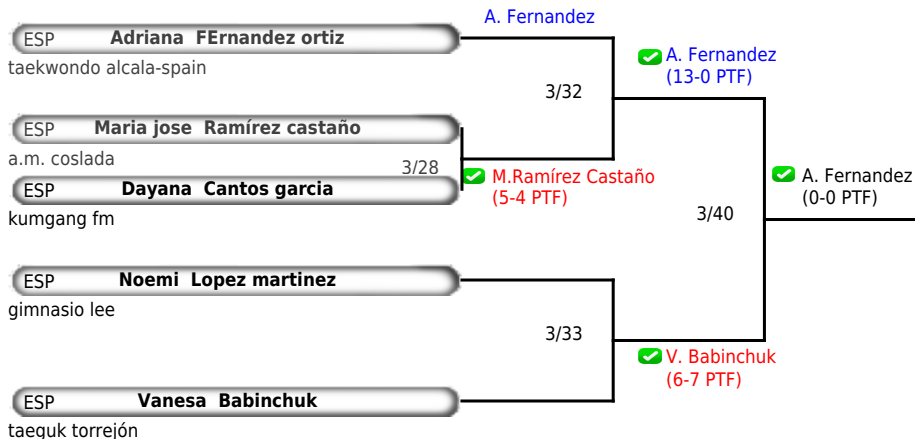 A. Fernandez
ESP Adriana FErnandez ortiz
taekwondo alcala-spain
A. Fernandez
(13-0 PTF)
3/32
ESP Maria jose Ramírez castaño
a.m. coslada
3/28
M.Ramírez Castaño
(5-4 PTF)
ESP Dayana Cantos garcia
kumgang fm
A. Fernandez
(0-0 PTF)
3/40
ESP Noemi Lopez martinez
gimnasio lee
3/33
V. Babinchuk
(6-7 PTF)
ESP Vanesa Babinchuk
taeguk torrejón